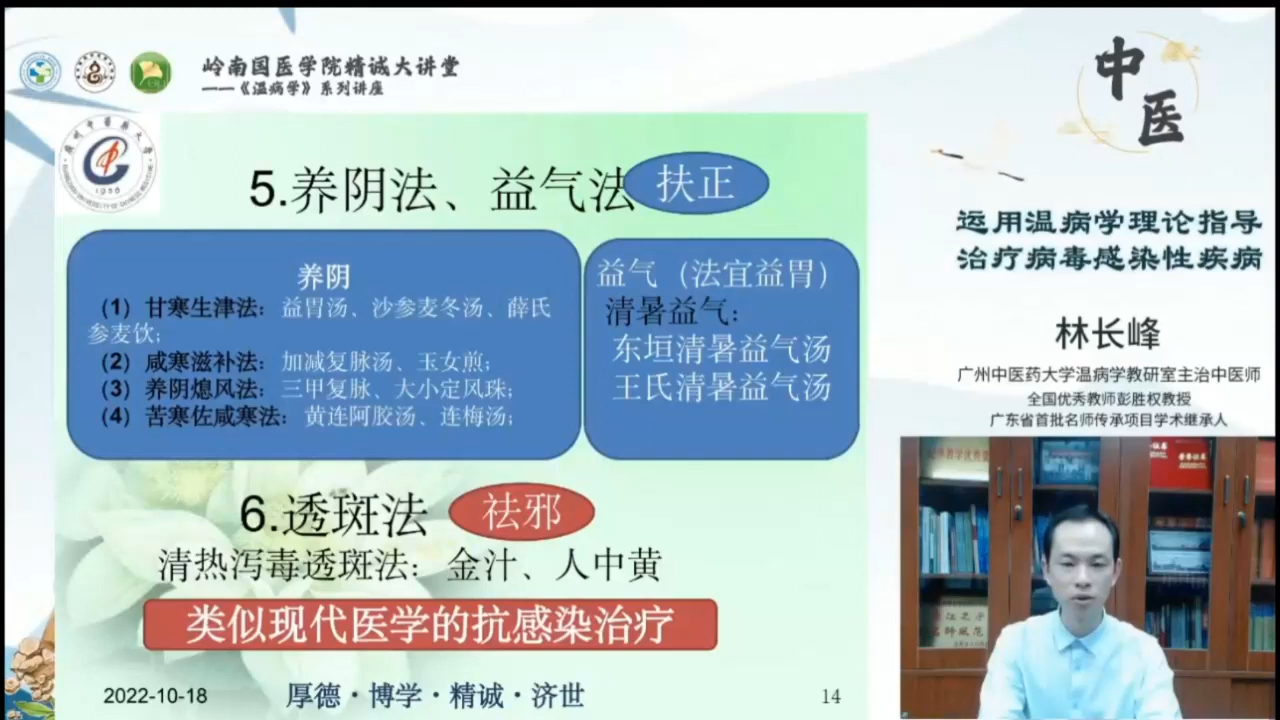 岭南国医学院精诚大讲堂
——《温病学》系列讲座
5.养阴法、益气法
扶正
养阴
（1）甘寒生津法：益胃汤、沙参麦冬汤、薛氏
参麦饮;
（2）咸寒滋补法：加减复脉汤、玉女煎;
（3）养阴熄风法：三甲复脉、大小定风珠;
（4）苦寒佐咸寒法：黄连阿胶汤、连梅汤;
益气（法宜益胃）
清暑益气：
东垣清暑益气汤
王氏清暑益气汤
6.透斑法
祛邪
清热泻毒透斑法：金汁、人中黄
类似现代医学的抗感染治疗
2022-10-18
厚德·博学·精诚·济世
14
中医
运用温病学理论指导
治疗病毒感染性疾病
林长峰
广州中医药大学温病学教研室主治中医师
全国优秀教师彭胜权教授
广东省首批名师传承项目学术继承人
1956